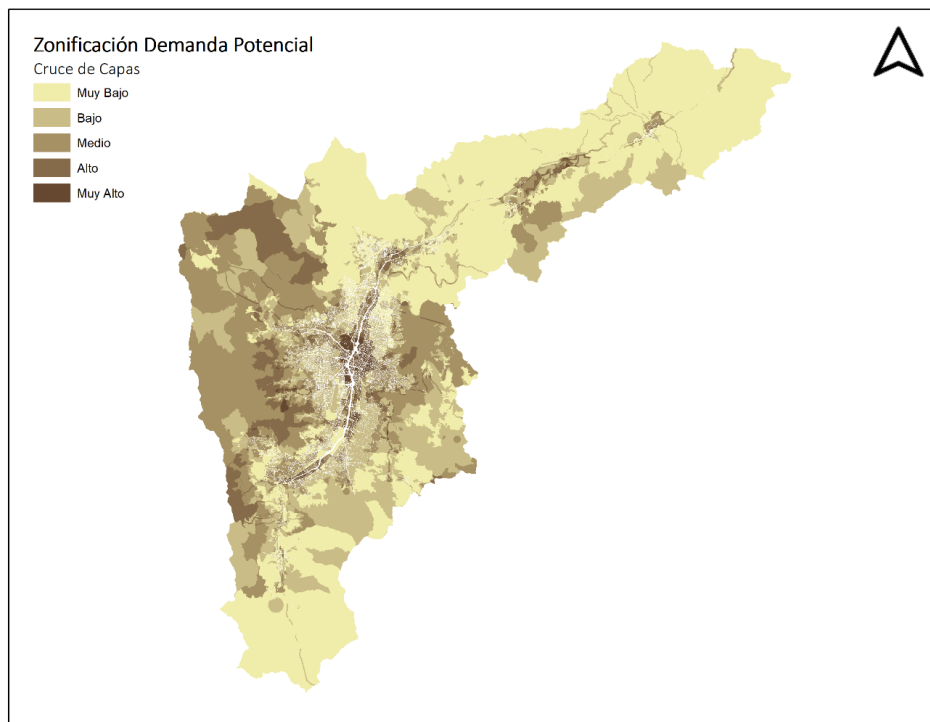 Zonificación Demanda Potencial
Cruce de Capas
Muy Bajo
Bajo
Medio
Alto
Muy Alto